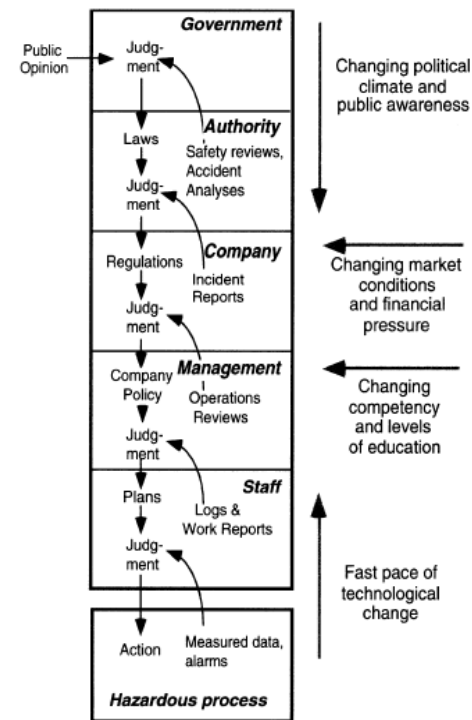 Government
Public
Opinion
Judg-
ment
Changing political
climate and
public awareness
Authority
Laws
Safety reviews,
Accident
Analyses
Judg-
ment
Company
Regulations
Incident
Reports
Judg-
ment
Changing market
conditions
and financial
pressure
Management
Company
Policy
Operations
Reviews
Judg-
ment
Changing
competency
and levels
of education
Staff
Plans
Logs &
Work Reports
Judg-
ment
Fast pace of
technological
change
Action
Measured data,
alarms
Hazardous process